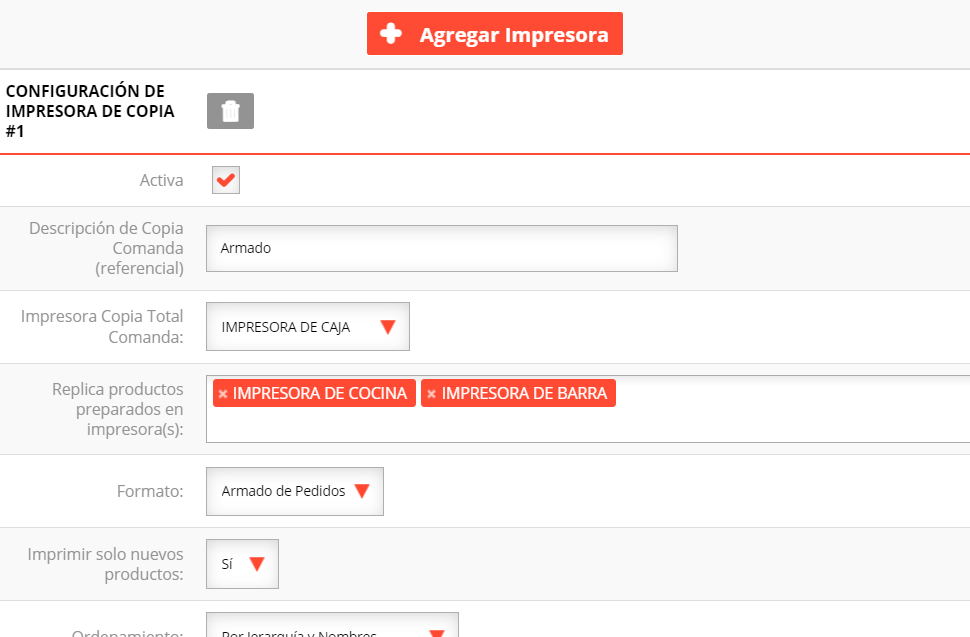 Agregar Impresora
CONFIGURACIÓN DE
IMPRESORA DE COPIA
#1
Activa
Descripción de Copia
Comanda
(referencial)
Armado
Impresora Copia Total
Comanda:
IMPRESORA DE CAJA
Replica productos
preparados en
impresora(s):
× IMPRESORA DE COCINA × IMPRESORA DE BARRA
Formato:
Armado de Pedidos
Imprimir solo nuevos
productos:
Sí
Ordenamiento:
Por Jerarquía y Nombres